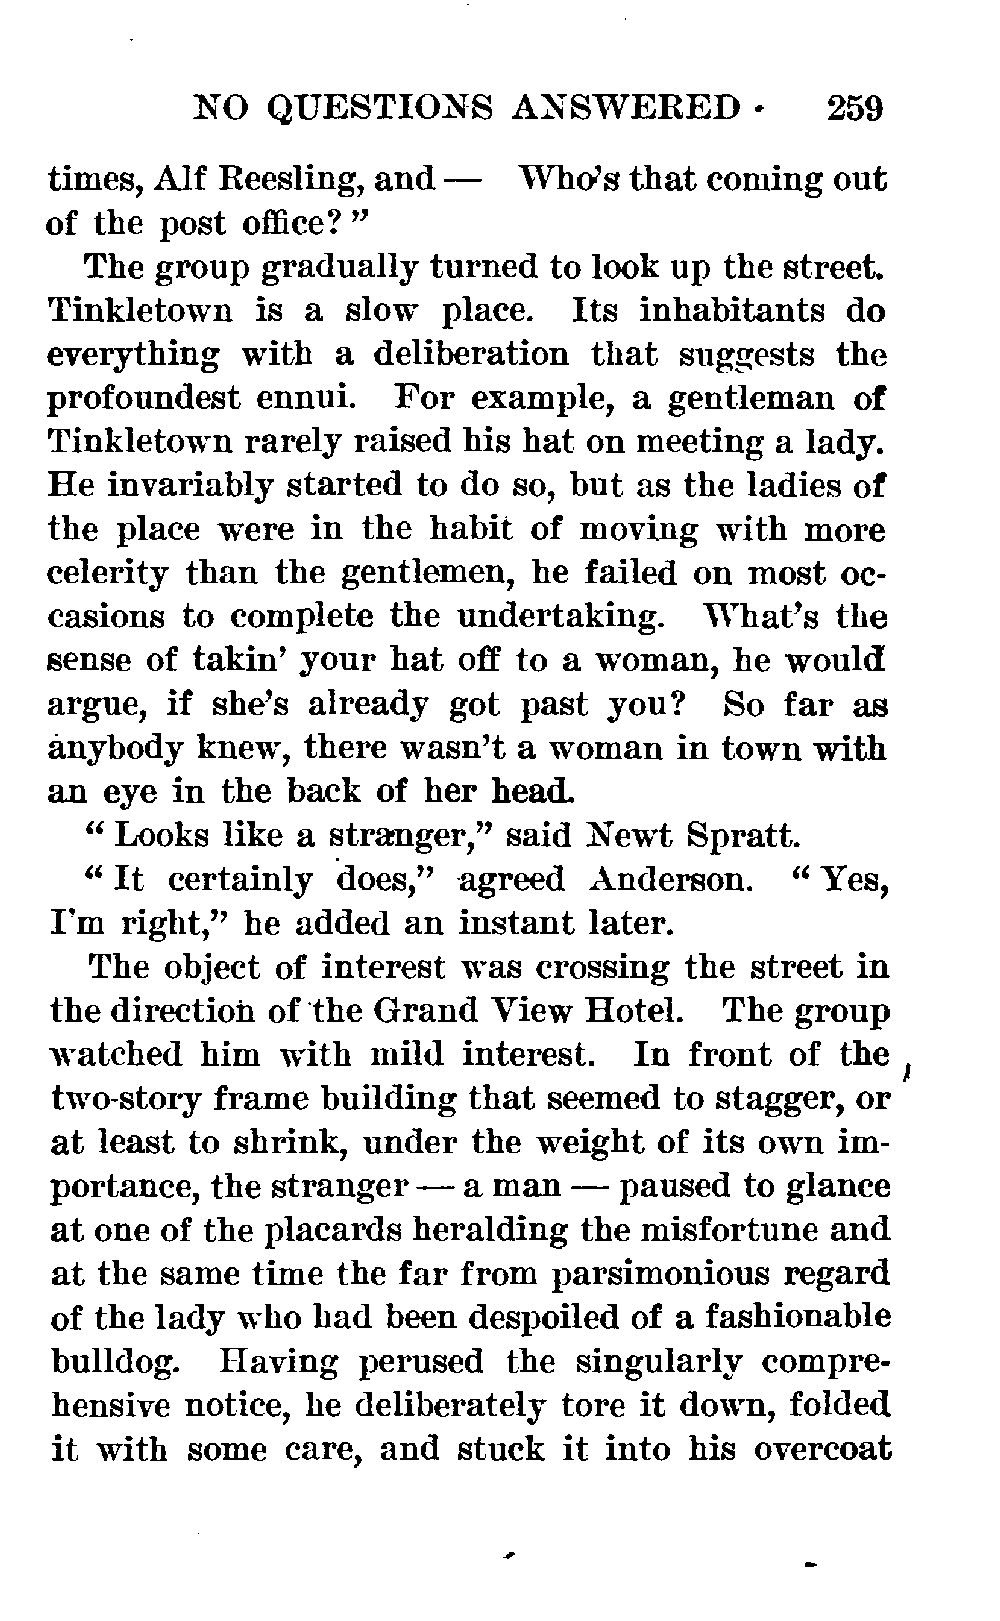 NO QUESTIONS ANSWERED · 259
times, Alf Reesling, and — Who's that coming out
of the post office? "
The group gradually turned to look up the street.
Tinkletown is a slow place. Its inhabitants do
everything with a deliberation that suggests the
profoundest ennui. For example, a gentleman of
Tinkletown rarely raised his hat on meeting a lady.
He invariably started to do so, but as the ladies of
the place were in the habit of moving with more
celerity than the gentlemen, he failed on most oc-
casions to complete the undertaking. What's the
sense of takin' your hat off to a woman, he would
argue, if she's already got past you? So far as
anybody knew, there wasn't a woman in town with
an eye in the back of her head.
" Looks like a stranger," said Newt Spratt.
" It certainly does," agreed Anderson. " Yes,
I'm right," he added an instant later.
The object of interest was crossing the street in
the direction of the Grand View Hotel. The group
watched him with mild interest. In front of the
two-story frame building that seemed to stagger, or
at least to shrink, under the weight of its own im-
portance, the stranger — a man — paused to glance
at one of the placards heralding the misfortune and
at the same time the far from parsimonious regard
of the lady who had been despoiled of a fashionable
bulldog. Having perused the singularly compre-
hensive notice, he deliberately tore it down, folded
it with some care, and stuck it into his overcoat